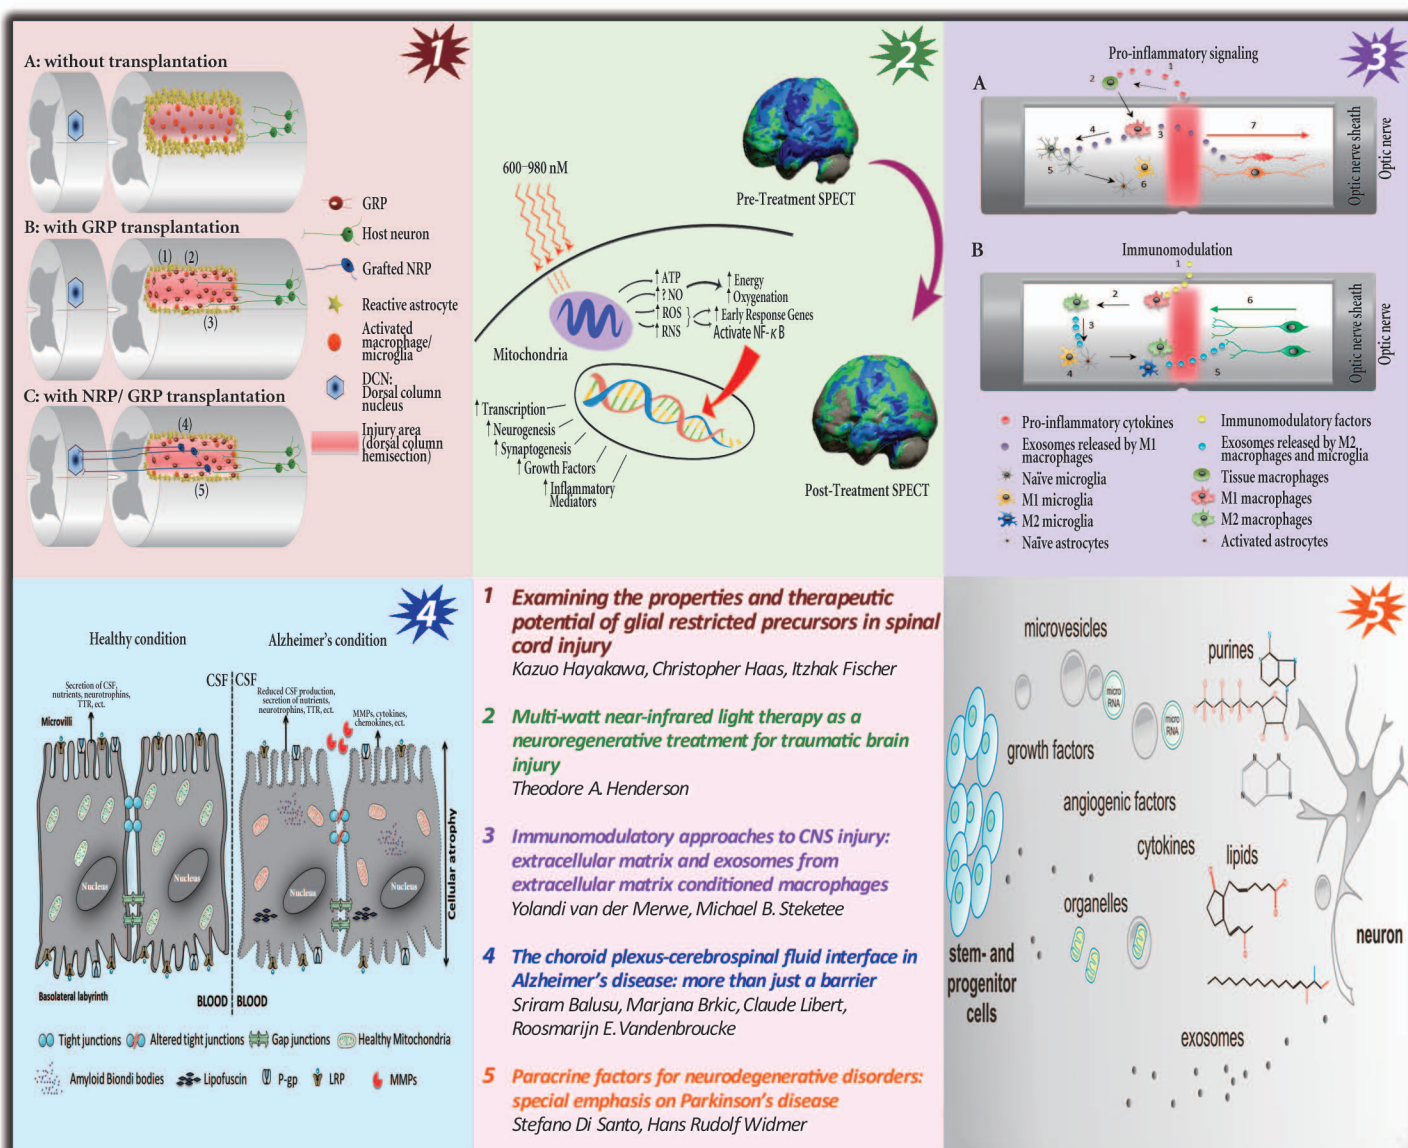 1
A: without transplantation
B: with GRP transplantation
(1) (2)
(3)
C: with NRP/ GRP transplantation
(4)
(5)
GRP
Host neuron
Grafted NRP
Reactive astrocyte
Activated
macrophage/
microglia
DCN:
Dorsal column
nucleus
Injury area
(dorsal column
hemisection)
2
600–980 nM
Pre-Treatment SPECT
Mitochondria
↑ ATP
↑ ? NO
↑ ROS
↑ RNS
↑ Energy
↑ Oxygenation
↑ Early Response Genes
Activate NF-κB
↑ Transcription
↑ Neurogenesis
↑ Synaptogenesis
↑ Growth Factors
↑ Inflammatory
Mediators
Post-Treatment SPECT
3
Pro-inflammatory signaling
A
1
2
3
4
5
6
7
Optic nerve sheath
Optic nerve
Immunomodulation
B
1
2
3
4
5
6
Optic nerve sheath
Optic nerve
Pro-inflammatory cytokines
Exosomes released by M1
macrophages
Naïve microglia
M1 microglia
M2 microglia
Naïve astrocytes
Immunomodulatory factors
Exosomes released by M2
macrophages and microglia
Tissue macrophages
M1 macrophages
M2 macrophages
Activated astrocytes
4
Healthy condition
Alzheimer's condition
CSF CSF
Secretion of CSF,
nutrients, neurotrophins,
TTR, ect.
Reduced CSF production,
secretion of nutrients,
neurotrophins, TTR, ect.
MMPs, cytokines,
chemokines, ect.
Microvilli
Nucleus
Nucleus
Nucleus
Nucleus
Cellular atrophy
Basolateral labyrinth
BLOOD BLOOD
Tight junctions
Altered tight junctions
Gap junctions
Healthy Mitochondria
Amyloid Biondi bodies
Lipofuscin
P-gp
LRP
MMPs
1 Examining the properties and therapeutic
potential of glial restricted precursors in spinal
cord injury
Kazuo Hayakawa, Christopher Haas, Itzhak Fischer
2 Multi-watt near-infrared light therapy as a
neuroregenerative treatment for traumatic brain
injury
Theodore A. Henderson
3 Immunomodulatory approaches to CNS injury:
extracellular matrix and exosomes from
extracellular matrix conditioned macrophages
Yolandi van der Merwe, Michael B. Steketee
4 The choroid plexus-cerebrospinal fluid interface in
Alzheimer's disease: more than just a barrier
Sriram Balusu, Marjana Brkic, Claude Libert,
Roosmarijn E. Vandenbroucke
5 Paracrine factors for neurodegenerative disorders:
special emphasis on Parkinson's disease
Stefano Di Santo, Hans Rudolf Widmer
5
microvesicles
micro
RNA
micro
RNA
purines
growth factors
angiogenic factors
cytokines
lipids
organelles
neuron
stem- and
progenitor
cells
exosomes